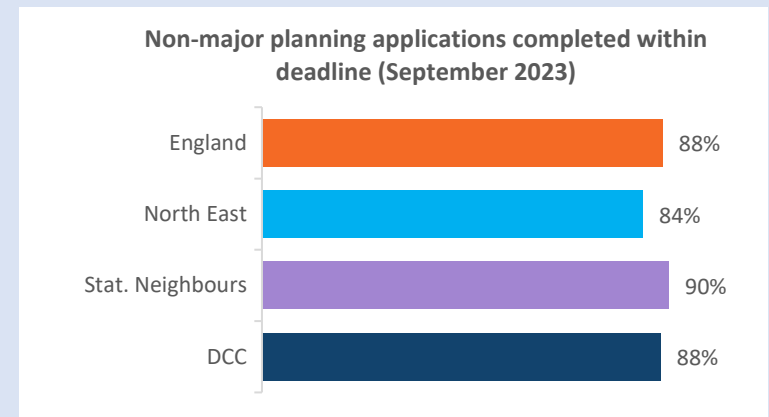 Non-major planning applications completed within
deadline (September 2023)
England
88%
North East
84%
Stat. Neighbours
90%
DCC
88%